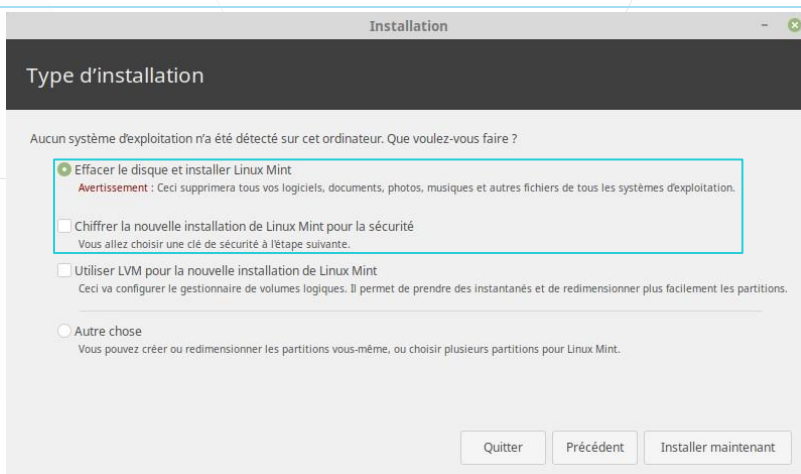 Installation
Type d’installation
Aucun système d'exploitation n'a été détecté sur cet ordinateur. Que voulez-vous faire ?
Effacer le disque et installer Linux Mint
Avertissement : Ceci supprimera tous vos logiciels, documents, photos, musiques et autres fichiers de tous les systèmes d'exploitation.
Chiffrer la nouvelle installation de Linux Mint pour la sécurité
Vous allez choisir une clé de sécurité à l'étape suivante.
Utiliser LVM pour la nouvelle installation de Linux Mint
Ceci va configurer le gestionnaire de volumes logiques. Il permet de prendre des instantanés et de redimensionner plus facilement les partitions.
Autre chose
Vous pouvez créer ou redimensionner les partitions vous-même, ou choisir plusieurs partitions pour Linux Mint.
Quitter Précédent Installer maintenant